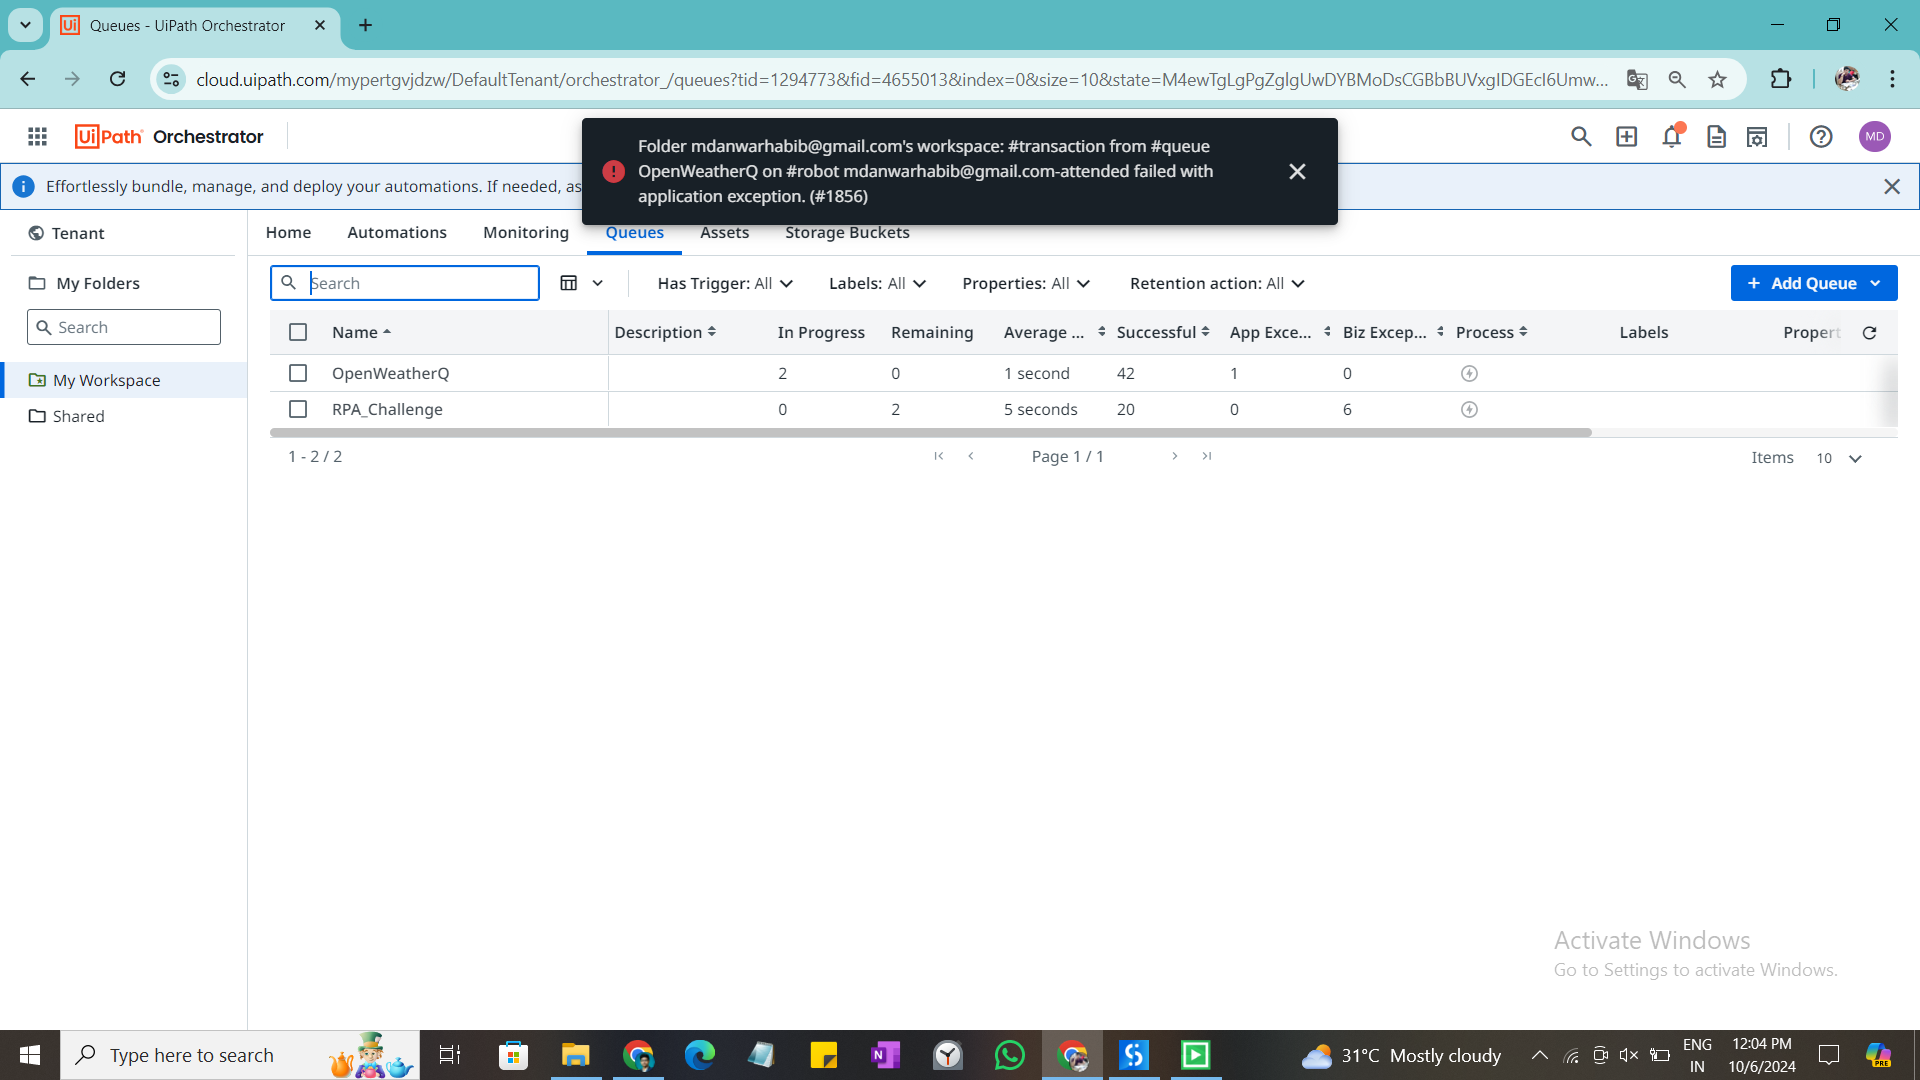 Queues - UiPath Orchestrator
cloud.uipath.com/mypertgvjdzw/DefaultTenant/orchestrator_/queues?tid=1294773&fid=4655013&index=0&size=10&state=M4ewTgLgPgZglgUwDYBMoDsCGBbBUVxgIDGEcI6Umw...
UiPath Orchestrator
MD
Folder mdanwarhabib@gmail.com's workspace: #transaction from #queue
OpenWeatherQ on #robot mdanwarhabib@gmail.com-attended failed with
application exception. (#1856)
Effortlessly bundle, manage, and deploy your automations. If needed, as
Tenant
Home Automations Monitoring Queues Assets Storage Buckets
My Folders
Search
My Workspace
Shared
Search
Has Trigger: All Labels: All Properties: All Retention action: All
+ Add Queue
Name Description In Progress Remaining Average ... Successful App Exce... Biz Excep... Process Labels Propert
OpenWeatherQ 2 0 1 second 42 1 0
RPA_Challenge 0 2 5 seconds 20 0 6
1 - 2 / 2 Page 1 / 1 Items 10
Activate Windows
Go to Settings to activate Windows.
Type here to search
31°C Mostly cloudy
ENG
IN
12:04 PM
10/6/2024
PRE